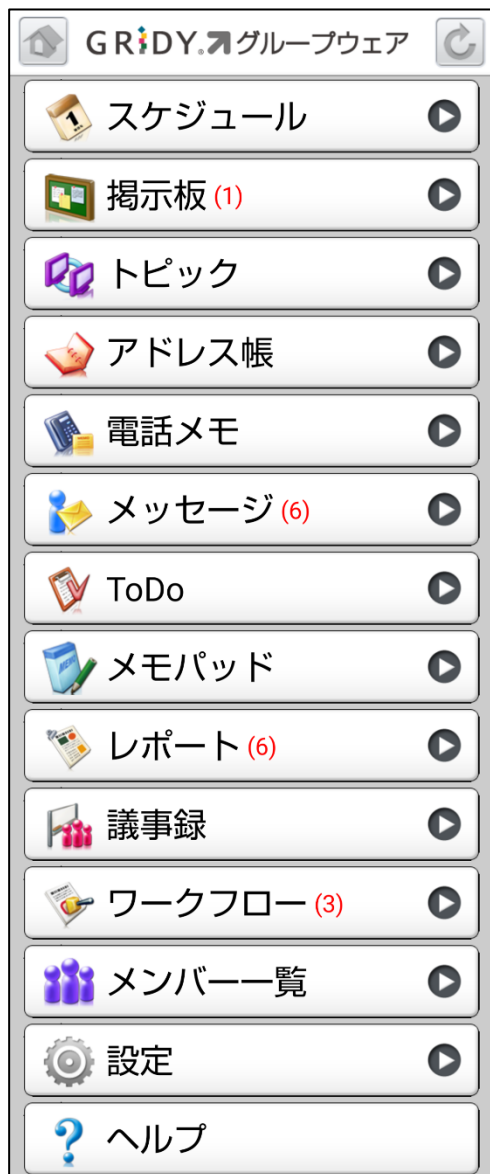 GRiDY.グループウェア
スケジュール
掲示板 (1)
トピック
アドレス帳
電話メモ
メッセージ (6)
ToDo
メモパッド
レポート (6)
議事録
ワークフロー (3)
メンバー一覧
設定
ヘルプ